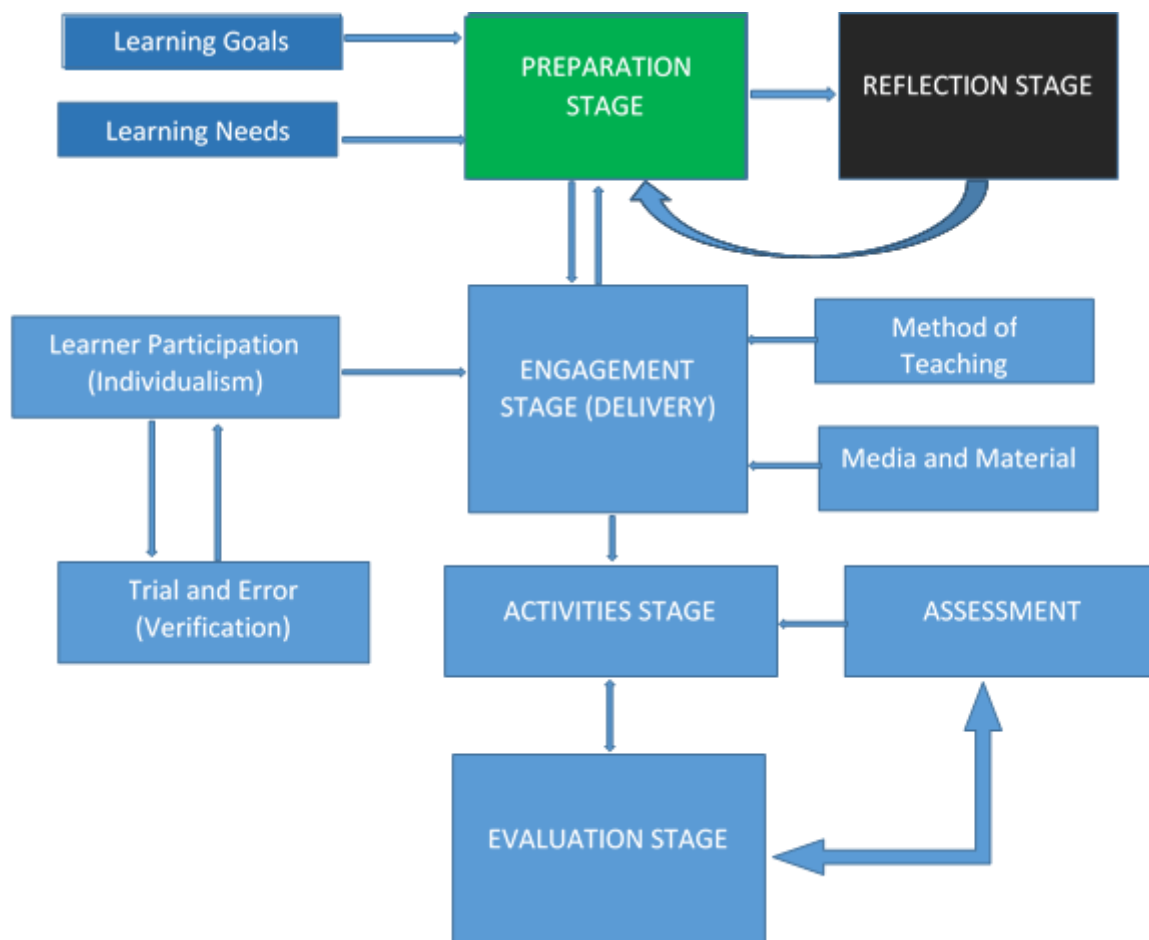 Learning Goals
PREPARATION
STAGE
REFLECTION STAGE
Learning Needs
Learner Participation
(Individualism)
ENGAGEMENT
STAGE (DELIVERY)
Method of
Teaching
Media and Material
Trial and Error
(Verification)
ACTIVITIES STAGE
ASSESSMENT
EVALUATION STAGE